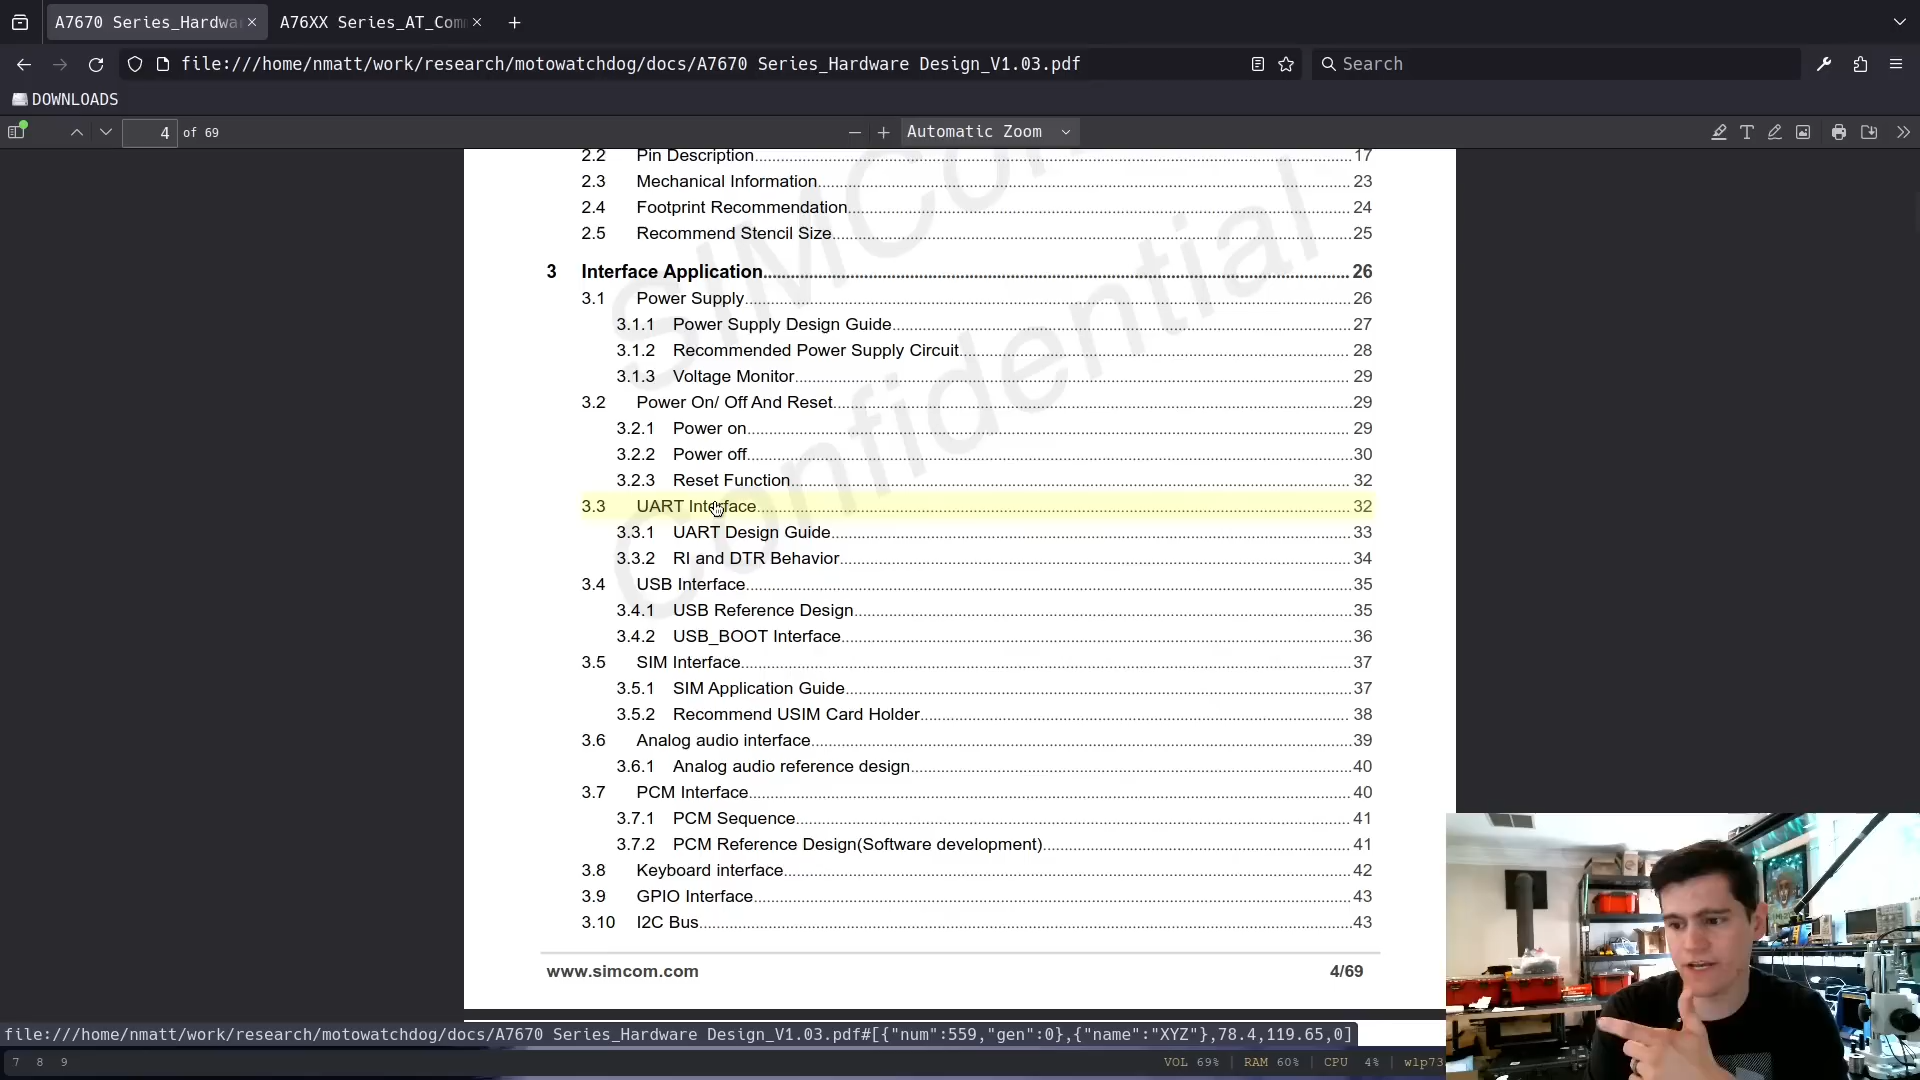 A7670 Series_Hardwa
A76XX Series_AT_Com
file:///home/nmatt/work/research/motowatchdog/docs/A7670 Series_Hardware Design_V1.03.pdf
Search
DOWNLOADS
4 of 69
Automatic Zoom
2.2 Pin Description 17
2.3 Mechanical Information 23
2.4 Footprint Recommendation 24
2.5 Recommend Stencil Size 25
3 Interface Application 26
3.1 Power Supply 26
3.1.1 Power Supply Design Guide 27
3.1.2 Recommended Power Supply Circuit 28
3.1.3 Voltage Monitor 29
3.2 Power On/ Off And Reset 29
3.2.1 Power on 29
3.2.2 Power off 30
3.2.3 Reset Function 32
3.3 UART Interface 32
3.3.1 UART Design Guide 33
3.3.2 RI and DTR Behavior 34
3.4 USB Interface 35
3.4.1 USB Reference Design 35
3.4.2 USB_BOOT Interface 36
3.5 SIM Interface 37
3.5.1 SIM Application Guide 37
3.5.2 Recommend USIM Card Holder 38
3.6 Analog audio interface 39
3.6.1 Analog audio reference design 40
3.7 PCM Interface 40
3.7.1 PCM Sequence 41
3.7.2 PCM Reference Design(Software development) 41
3.8 Keyboard interface 42
3.9 GPIO Interface 43
3.10 I2C Bus 43
SIMCom
Confidential
www.simcom.com 4/69
file:///home/nmatt/work/research/motowatchdog/docs/A7670 Series_Hardware Design_V1.03.pdf#[{"num":559,"gen":0},{"name":"XYZ"},78.4,119.65,0]
7 8 9
VOL 69% | RAM 60% | CPU 4% | wlp73